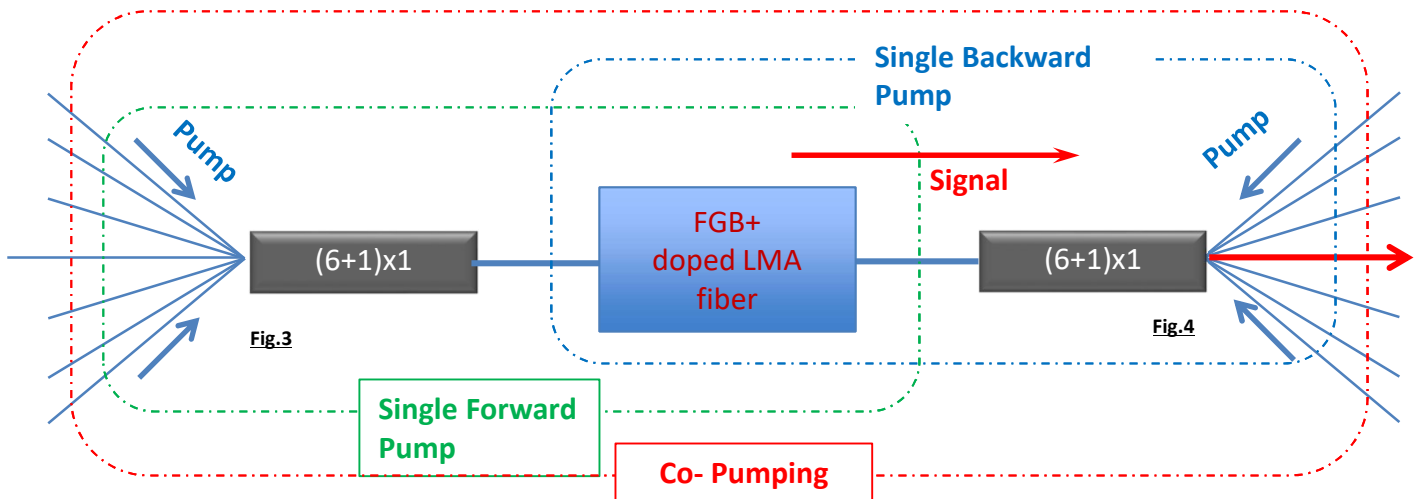 Single Backward
Pump
Pump
Pump
Signal
(6+1)x1
FGB+
doped LMA
fiber
(6+1)x1
Fig.3
Fig.4
Single Forward
Pump
Co- Pumping